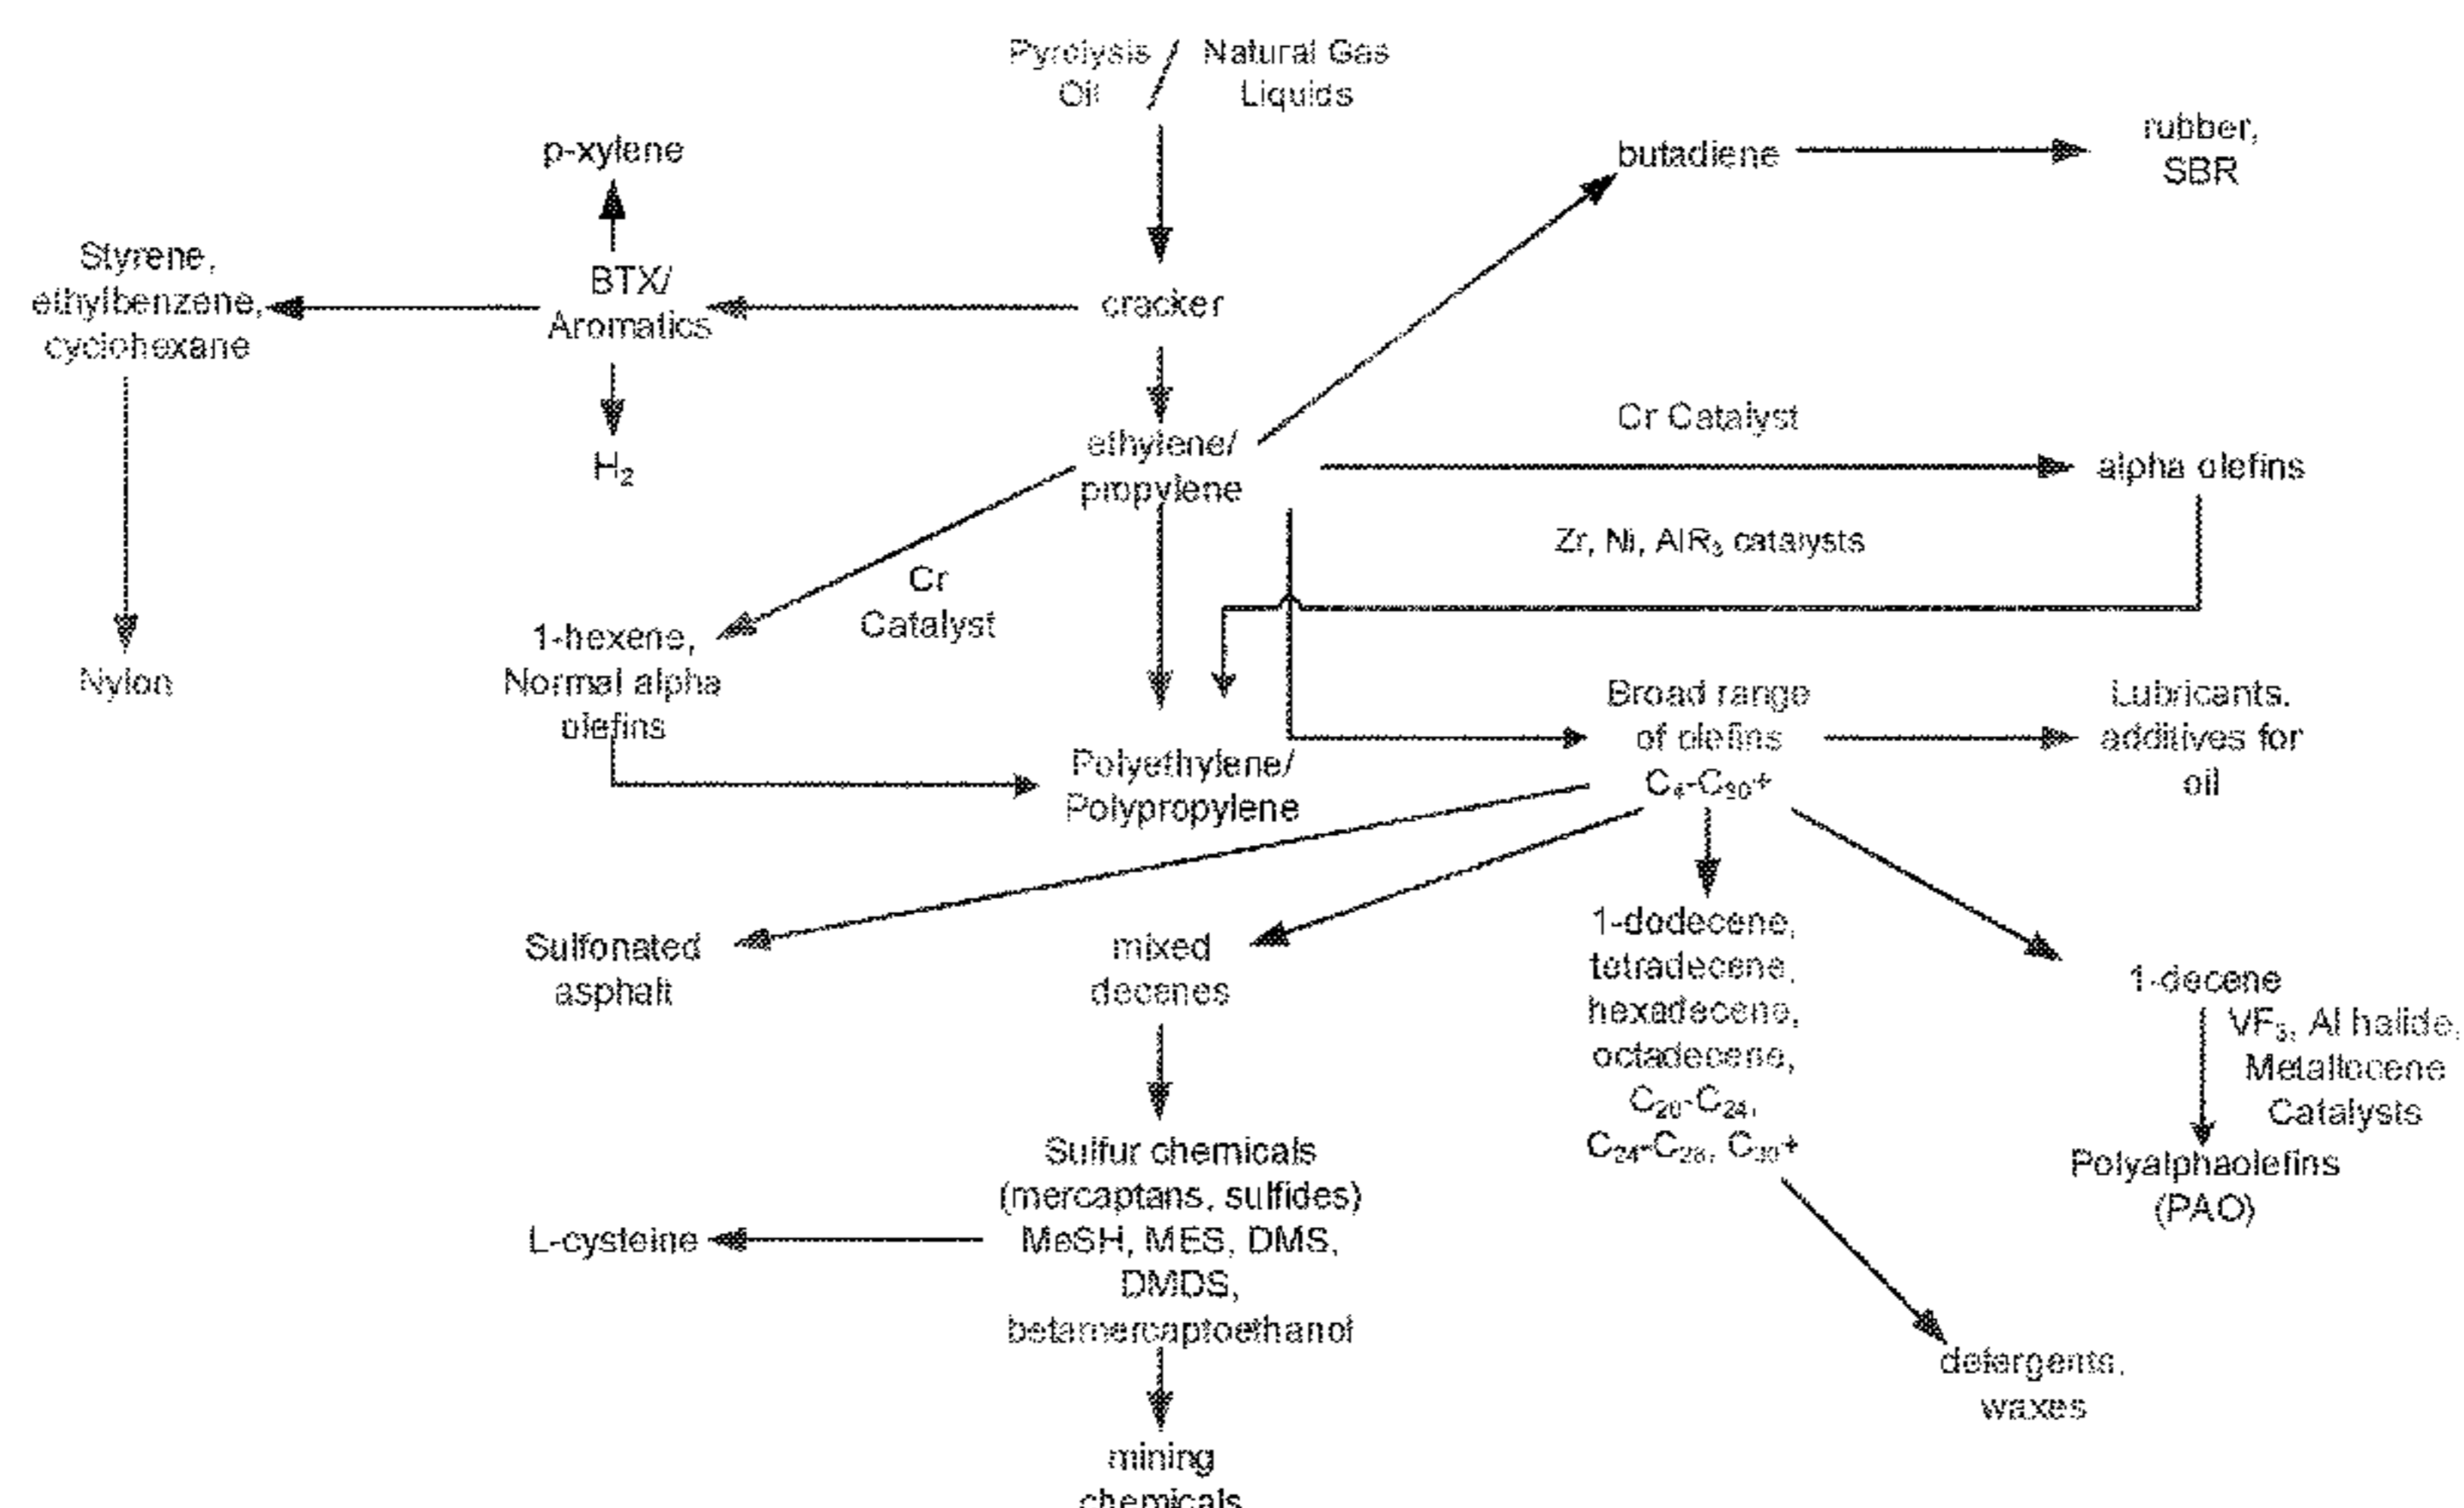 Pyrolysis / Natural Gas
Oil Liquids
p-xylene
butadiene
rubber,
SBR
Styrene,
ethylbenzene,
cyclohexane
BTX/
Aromatics
cracker
H₂
ethylene/
propylene
Cr Catalyst
alpha olefins
Zr, Ni, AlR₃ catalysts
Cr
Catalyst
1-hexene,
Normal alpha
olefins
Nylon
Polyethylene/
Polypropylene
Broad range
of olefins
C₄-C₃₀+
Lubricants,
additives for
oil
Sulfonated
asphalt
mixed
decenes
1-dodecene,
tetradecene,
hexadecene,
octadecene,
C₂₀-C₂₄,
C₂₄-C₂₈, C₃₀+
1-decene
VF₃, Al halide,
Metallocene
Catalysts
Polyalphaolefins
(PAO)
Sulfur chemicals
(mercaptans, sulfides)
MeSH, MES, DMS,
DMDS,
betamercaptoethanol
L-cysteine
detergents,
waxes
mining
chemicals